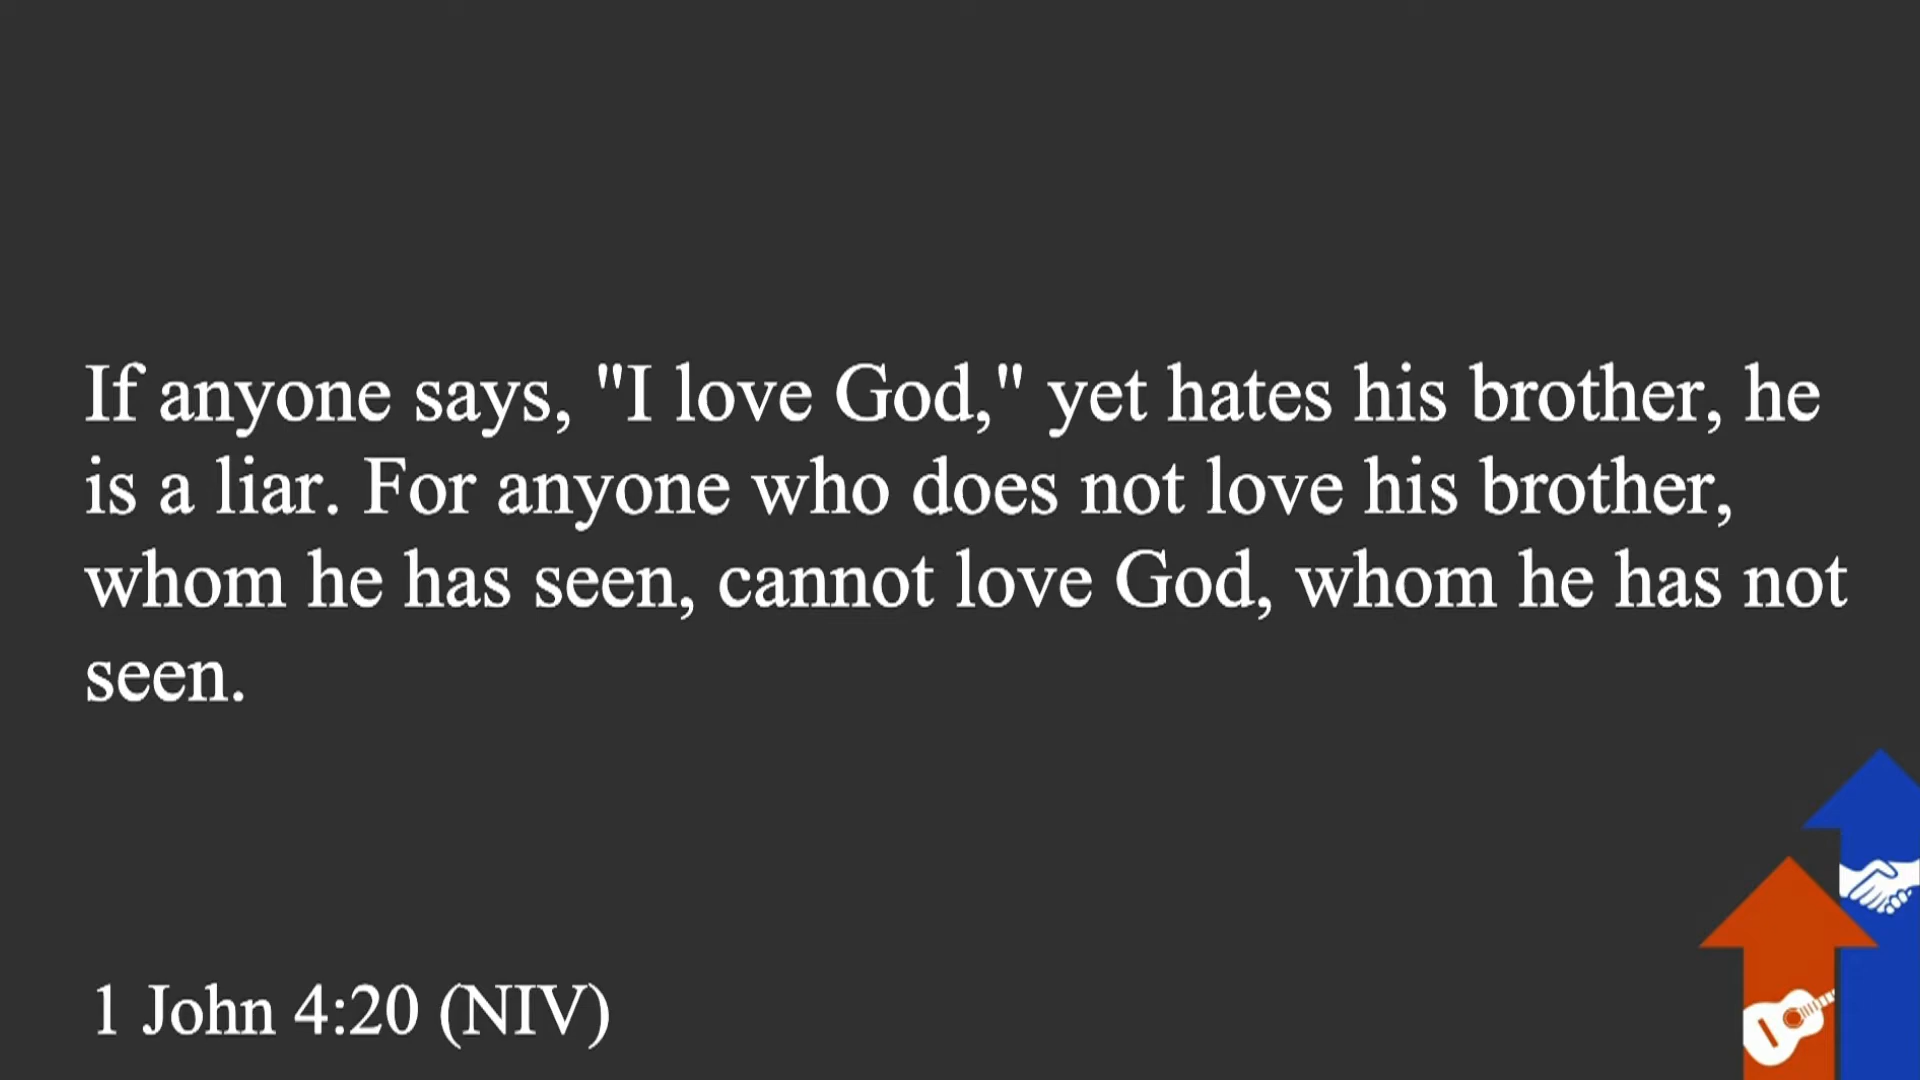 If anyone says, "I love God," yet hates his brother, he
is a liar. For anyone who does not love his brother,
whom he has seen, cannot love God, whom he has not
seen.
1 John 4:20 (NIV)